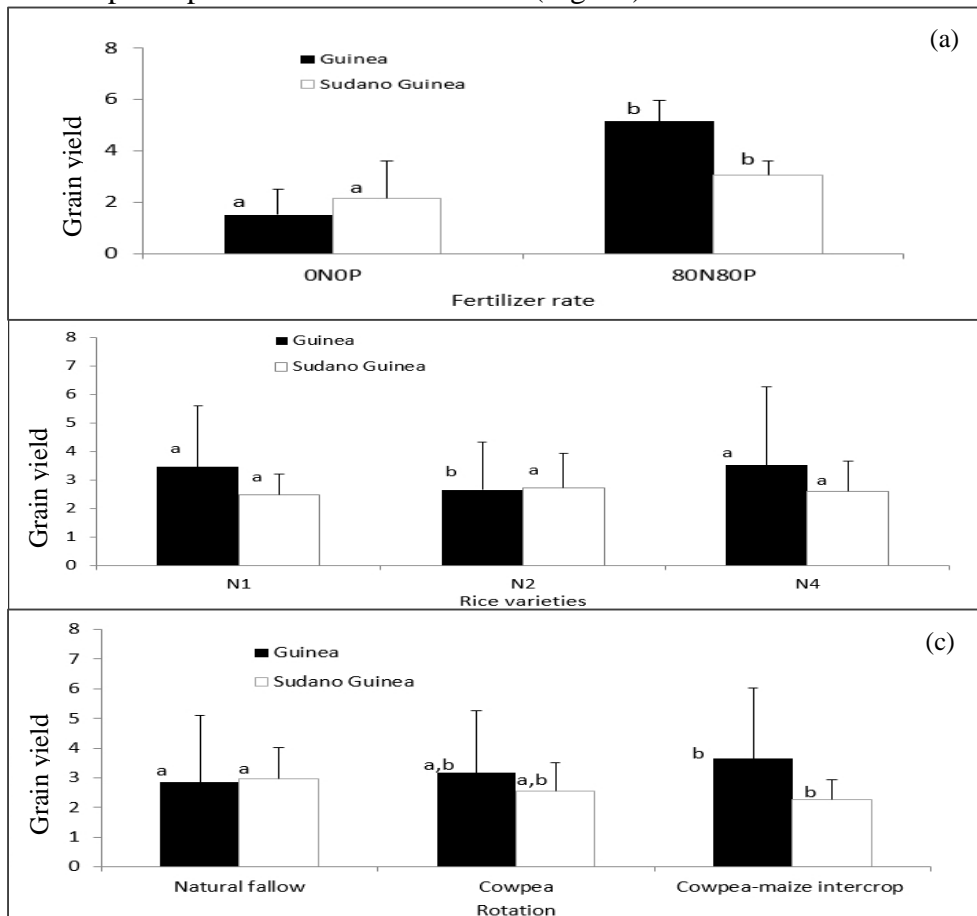 (a)
Guinea
Sudano Guinea
Grain yield
8
6
4
2
0
a
a
b
b
0N0P
80N80P
Fertilizer rate
Guinea
Sudano Guinea
Grain yield
8
7
6
5
4
3
2
1
0
a
a
b
a
a
a
N1
N2
N4
Rice varieties
(c)
Guinea
Sudano Guinea
Grain yield
8
7
6
5
4
3
2
1
0
a
a
a,b
a,b
b
b
Natural fallow
Cowpea
Cowpea-maize intercrop
Rotation